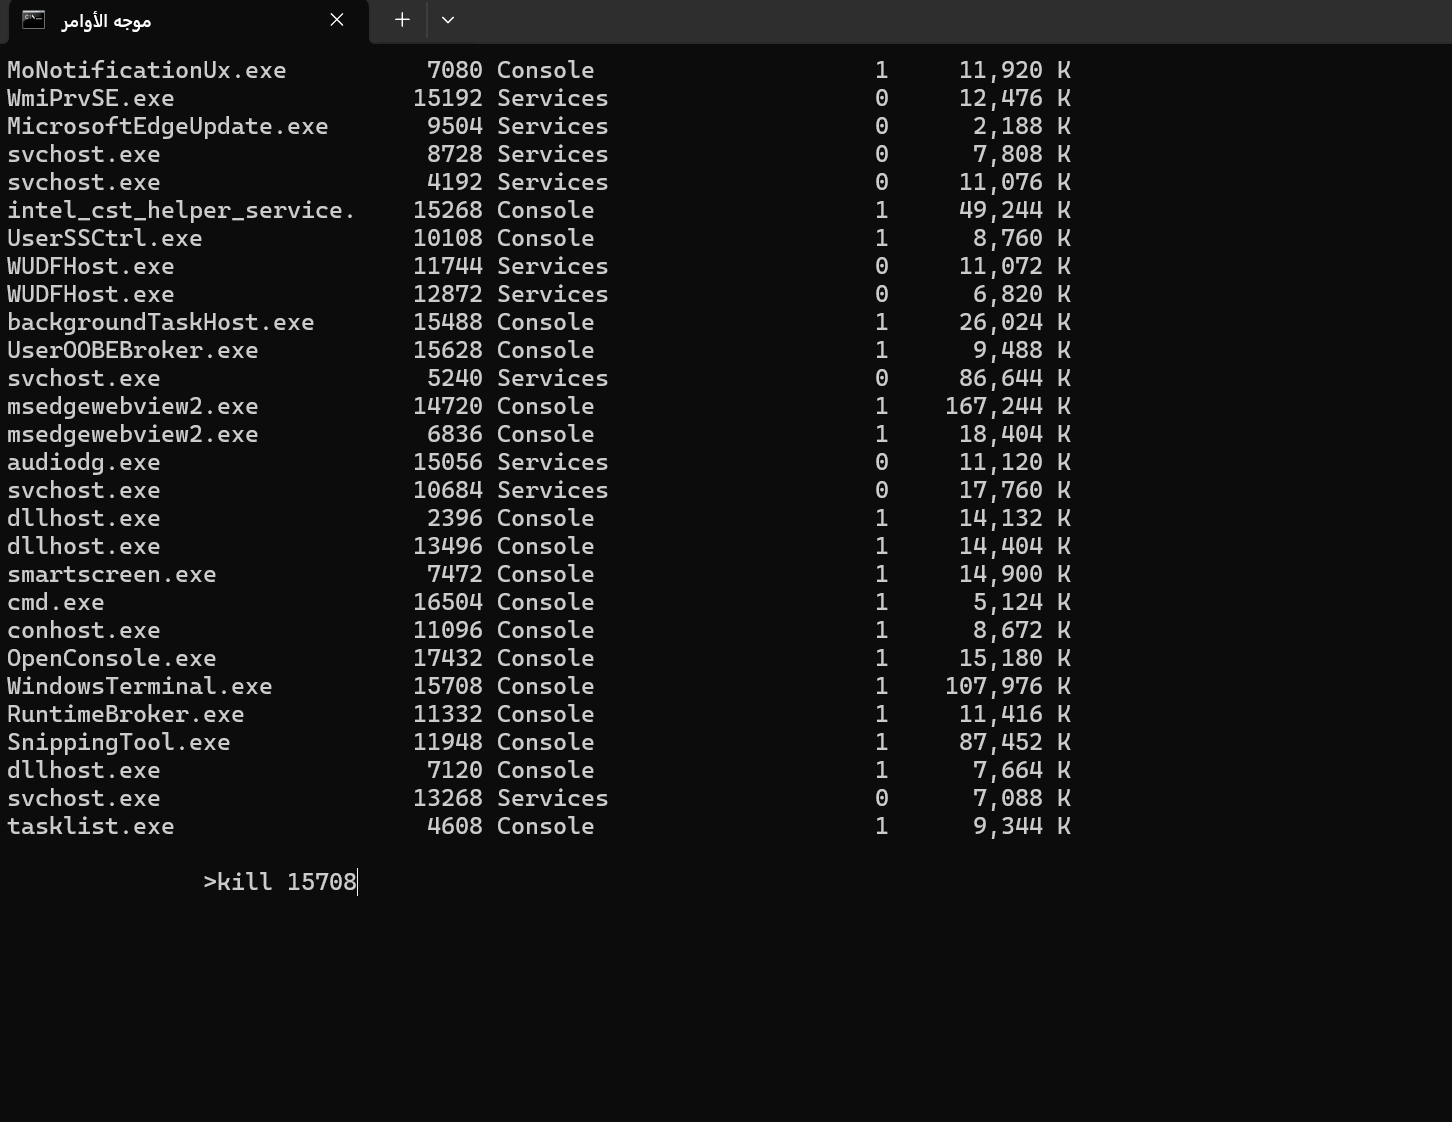 موجه الأوامر
MoNotificationUx.exe          7080 Console                    1     11,920 K
WmiPrvSE.exe                 15192 Services                   0     12,476 K
MicrosoftEdgeUpdate.exe       9504 Services                   0      2,188 K
svchost.exe                   8728 Services                   0      7,808 K
svchost.exe                   4192 Services                   0     11,076 K
intel_cst_helper_service.    15268 Console                    1     49,244 K
UserSSCtrl.exe               10108 Console                    1      8,760 K
WUDFHost.exe                 11744 Services                   0     11,072 K
WUDFHost.exe                 12872 Services                   0      6,820 K
backgroundTaskHost.exe       15488 Console                    1     26,024 K
UserOOBEBroker.exe           15628 Console                    1      9,488 K
svchost.exe                   5240 Services                   0     86,644 K
msedgewebview2.exe           14720 Console                    1    167,244 K
msedgewebview2.exe            6836 Console                    1     18,404 K
audiodg.exe                  15056 Services                   0     11,120 K
svchost.exe                  10684 Services                   0     17,760 K
dllhost.exe                   2396 Console                    1     14,132 K
dllhost.exe                  13496 Console                    1     14,404 K
smartscreen.exe               7472 Console                    1     14,900 K
cmd.exe                      16504 Console                    1      5,124 K
conhost.exe                  11096 Console                    1      8,672 K
OpenConsole.exe              17432 Console                    1     15,180 K
WindowsTerminal.exe          15708 Console                    1    107,976 K
RuntimeBroker.exe            11332 Console                    1     11,416 K
SnippingTool.exe             11948 Console                    1     87,452 K
dllhost.exe                   7120 Console                    1      7,664 K
svchost.exe                  13268 Services                   0      7,088 K
tasklist.exe                  4608 Console                    1      9,344 K
>kill 15708